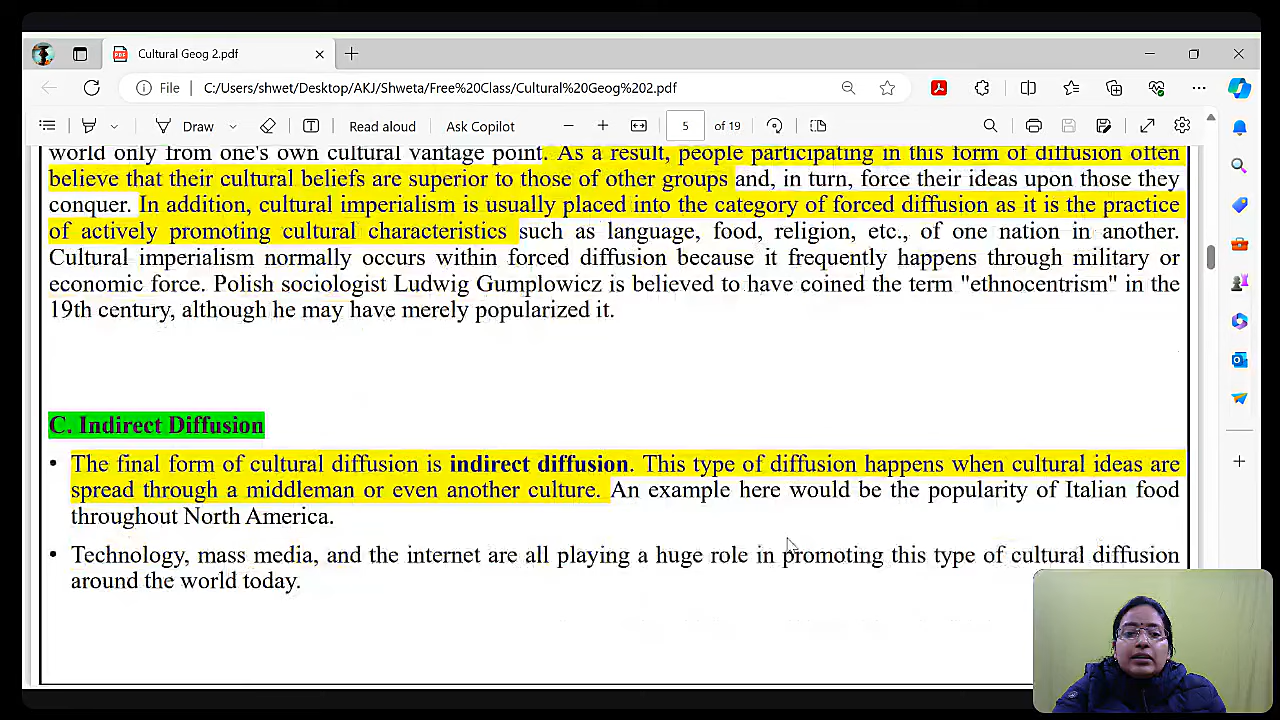 Cultural Geog 2.pdf
File C:/Users/shwet/Desktop/AKJ/Shweta/Free%20Class/Cultural%20Geog%202.pdf
Draw Read aloud Ask Copilot 5 of 19
world only from one's own cultural vantage point. As a result, people participating in this form of diffusion often
believe that their cultural beliefs are superior to those of other groups and, in turn, force their ideas upon those they
conquer. In addition, cultural imperialism is usually placed into the category of forced diffusion as it is the practice
of actively promoting cultural characteristics such as language, food, religion, etc., of one nation in another.
Cultural imperialism normally occurs within forced diffusion because it frequently happens through military or
economic force. Polish sociologist Ludwig Gumplowicz is believed to have coined the term "ethnocentrism" in the
19th century, although he may have merely popularized it.
C. Indirect Diffusion
• The final form of cultural diffusion is indirect diffusion. This type of diffusion happens when cultural ideas are
spread through a middleman or even another culture. An example here would be the popularity of Italian food
throughout North America.
• Technology, mass media, and the internet are all playing a huge role in promoting this type of cultural diffusion
around the world today.